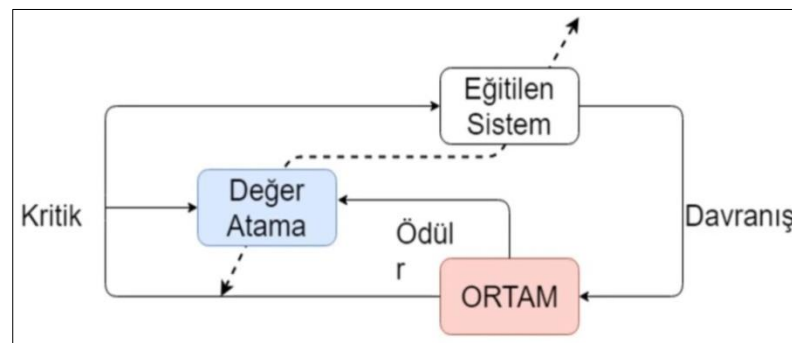 Eğitilen
Sistem
Değer
Atama
Kritik
Ödül
r
Davranış
ORTAM